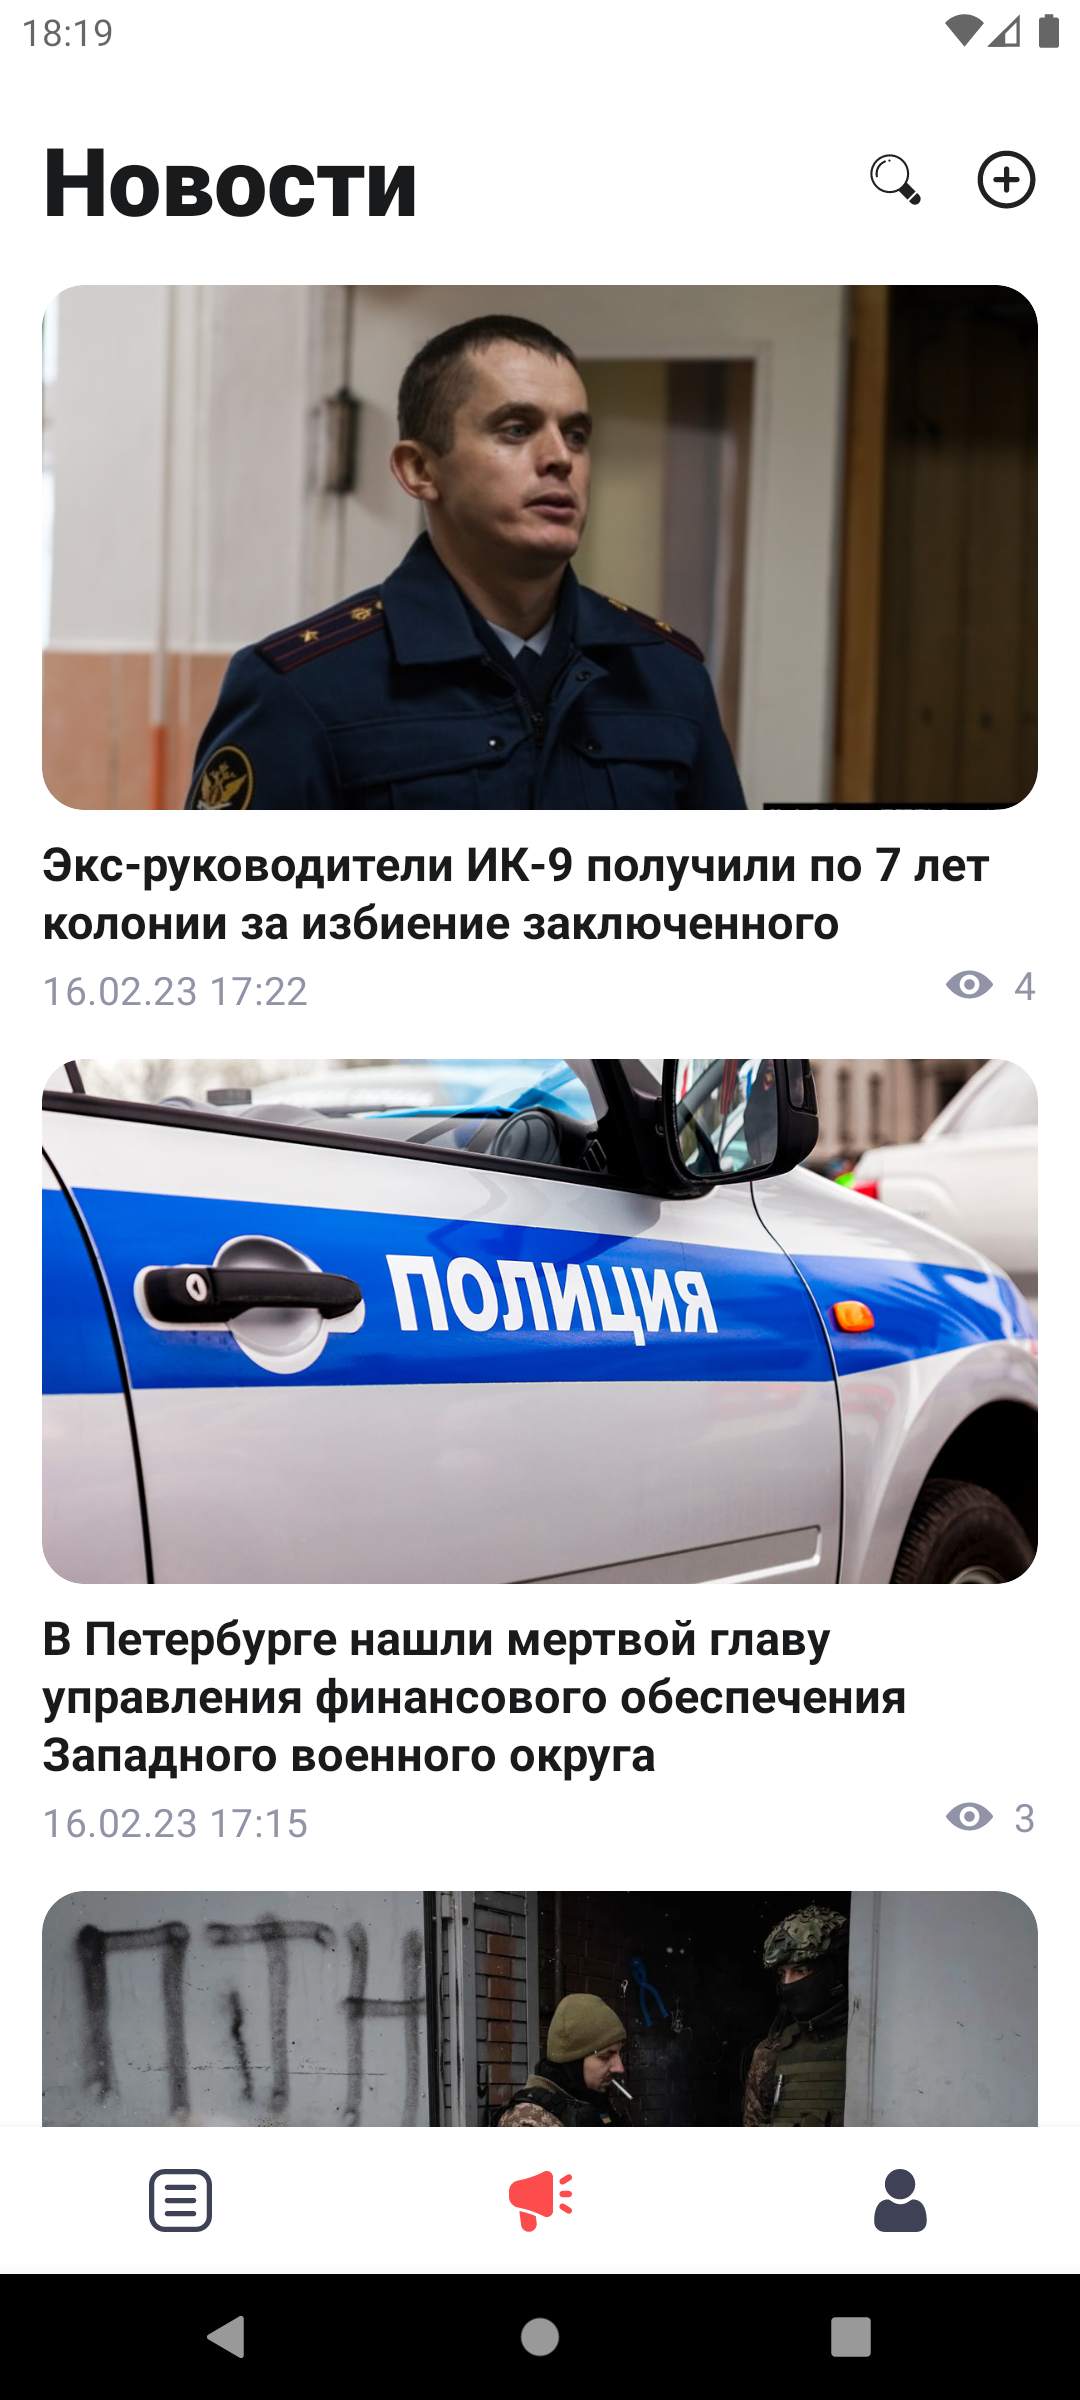 18:19
Новости
Экс-руководители ИК-9 получили по 7 лет
колонии за избиение заключенного
16.02.23 17:22
4
ПОЛИЦИЯ
В Петербурге нашли мертвой главу
управления финансового обеспечения
Западного военного округа
16.02.23 17:15
3
ПТН